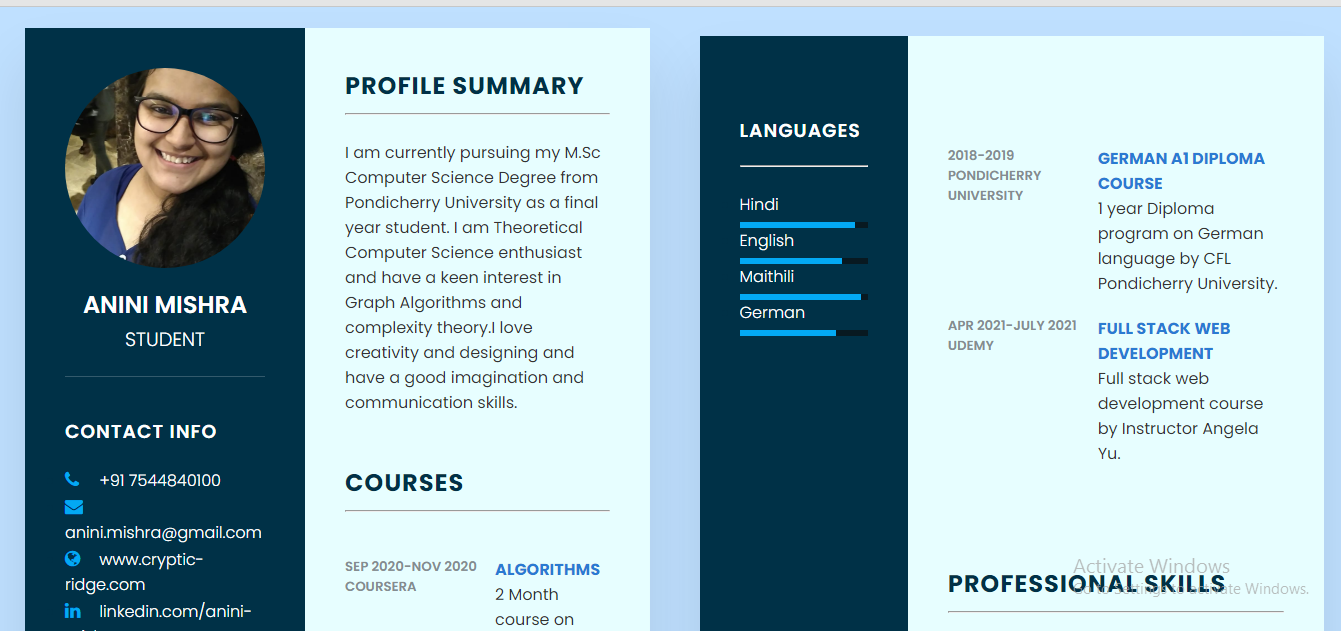 ANINI MISHRA
STUDENT
CONTACT INFO
+91 7544840100
anini.mishra@gmail.com
www.cryptic-
ridge.com
linkedin.com/anini-
PROFILE SUMMARY
I am currently pursuing my M.Sc
Computer Science Degree from
Pondicherry University as a final
year student. I am Theoretical
Computer Science enthusiast
and have a keen interest in
Graph Algorithms and
complexity theory.I love
creativity and designing and
have a good imagination and
communication skills.
COURSES
SEP 2020-NOV 2020
COURSERA
ALGORITHMS
2 Month
course on
LANGUAGES
Hindi
English
Maithili
German
2018-2019
PONDICHERRY
UNIVERSITY
GERMAN A1 DIPLOMA
COURSE
1 year Diploma
program on German
language by CFL
Pondicherry University.
APR 2021-JULY 2021
UDEMY
FULL STACK WEB
DEVELOPMENT
Full stack web
development course
by Instructor Angela
Yu.
PROFESSIONAL SKILLS
Activate Windows
Go to Settings to activate Windows.